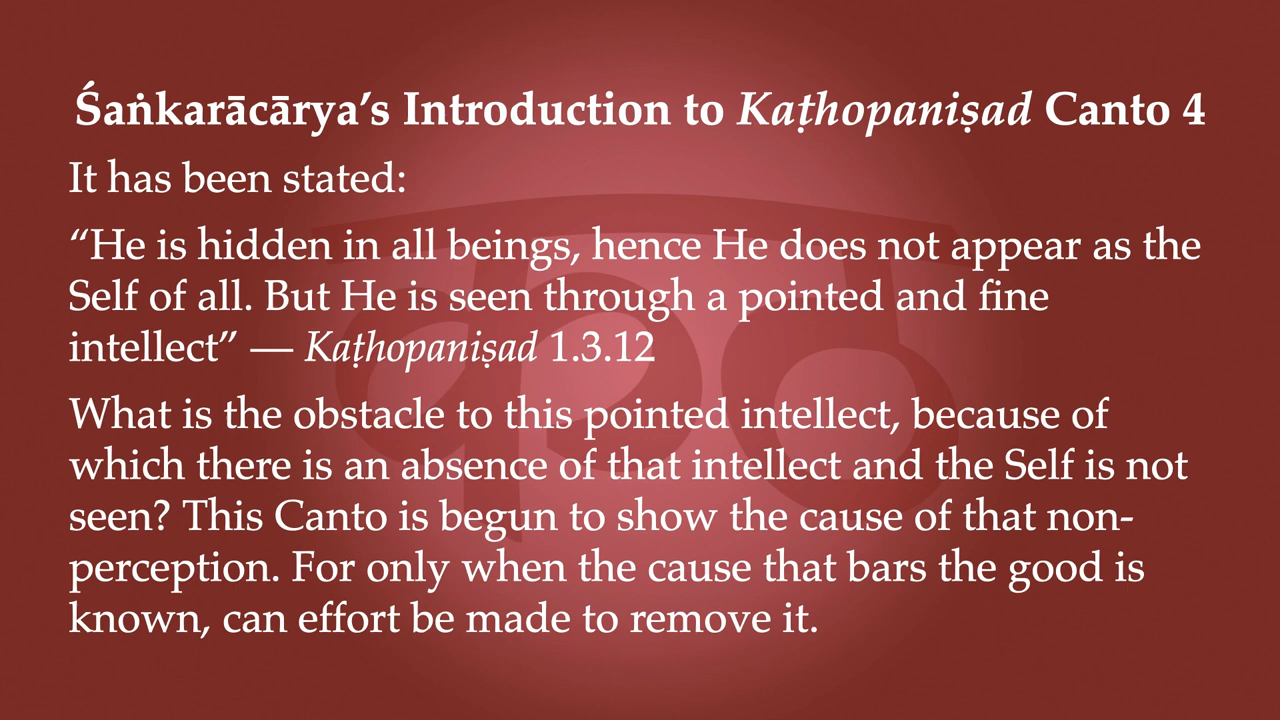 Śaṅkarācārya’s Introduction to Kaṭhopaniṣad Canto 4
It has been stated:
“He is hidden in all beings, hence He does not appear as the
Self of all. But He is seen through a pointed and fine
intellect” — Kaṭhopaniṣad 1.3.12
What is the obstacle to this pointed intellect, because of
which there is an absence of that intellect and the Self is not
seen? This Canto is begun to show the cause of that non-
perception. For only when the cause that bars the good is
known, can effort be made to remove it.